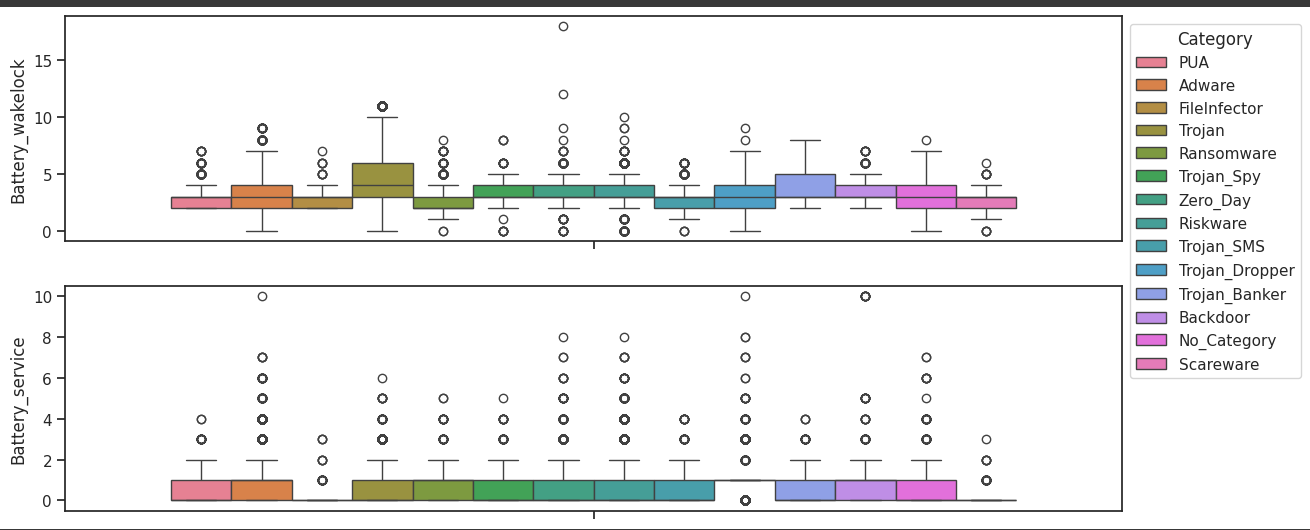 Battery_wakelock
15
10
5
0
Battery_service
10
8
6
4
2
0
Category
PUA
Adware
FileInfector
Trojan
Ransomware
Trojan_Spy
Zero_Day
Riskware
Trojan_SMS
Trojan_Dropper
Trojan_Banker
Backdoor
No_Category
Scareware